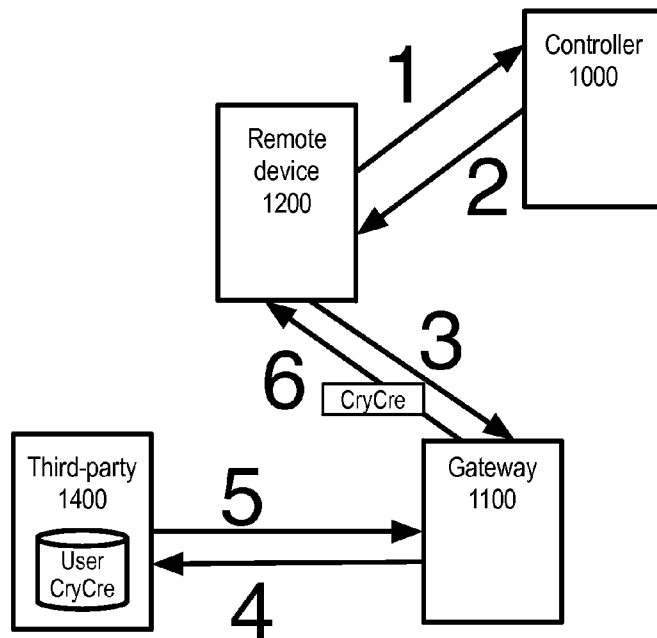 Controller
1000
1
Remote
device
1200
2
3
6
CryCre
Third-party
1400
User
CryCre
5
Gateway
1100
4